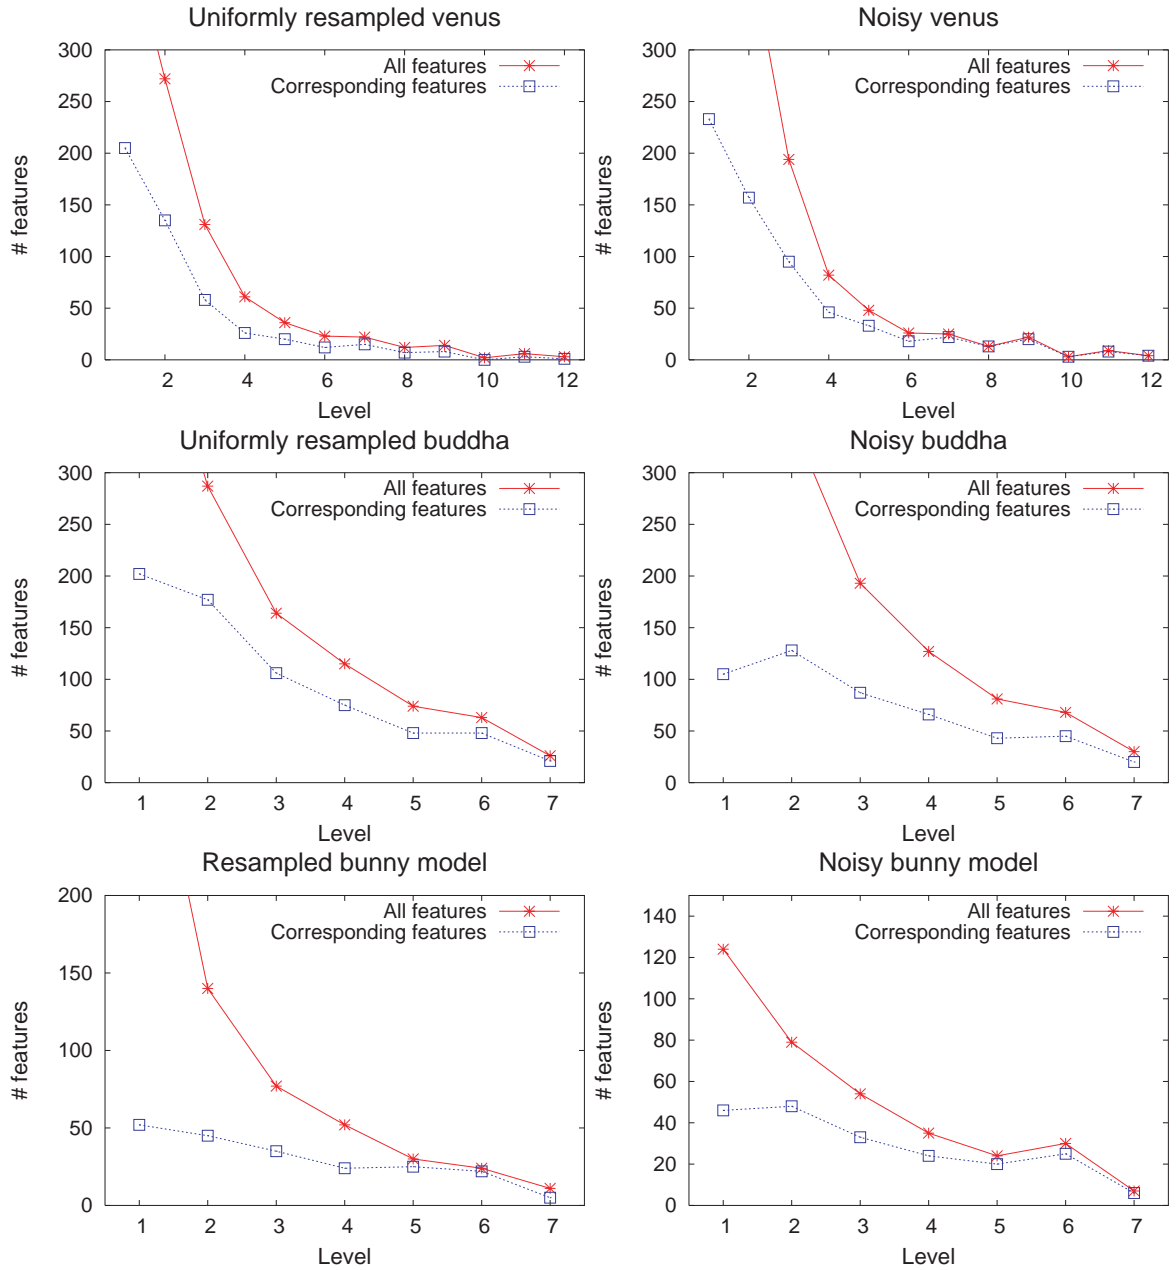 Uniformly resampled venus
300
250
200
150
100
50
0
# features
All features
Corresponding features
2 4 6 8 10 12
Level
Noisy venus
300
250
200
150
100
50
0
# features
All features
Corresponding features
2 4 6 8 10 12
Level
Uniformly resampled buddha
300
250
200
150
100
50
0
# features
All features
Corresponding features
1 2 3 4 5 6 7
Level
Noisy buddha
300
250
200
150
100
50
0
# features
All features
Corresponding features
1 2 3 4 5 6 7
Level
Resampled bunny model
200
150
100
50
0
# features
All features
Corresponding features
1 2 3 4 5 6 7
Level
Noisy bunny model
140
120
100
80
60
40
20
0
# features
All features
Corresponding features
1 2 3 4 5 6 7
Level